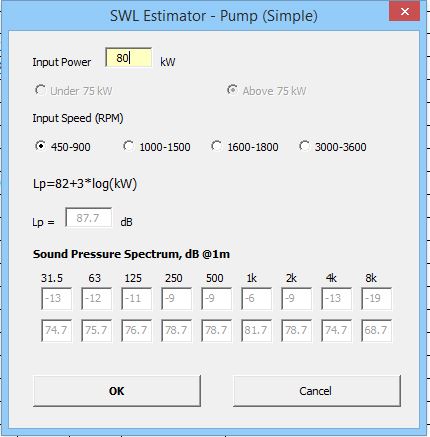 SWL Estimator - Pump (Simple)
Input Power 80 kW
Under 75 kW Above 75 kW
Input Speed (RPM)
450-900 1000-1500 1600-1800 3000-3600
Lp=82+3*log(kW)
Lp = 87.7 dB
Sound Pressure Spectrum, dB @1m
31.5 63 125 250 500 1k 2k 4k 8k
-13 -12 -11 -9 -9 -6 -9 -13 -19
74.7 75.7 76.7 78.7 78.7 81.7 78.7 74.7 68.7
OK Cancel